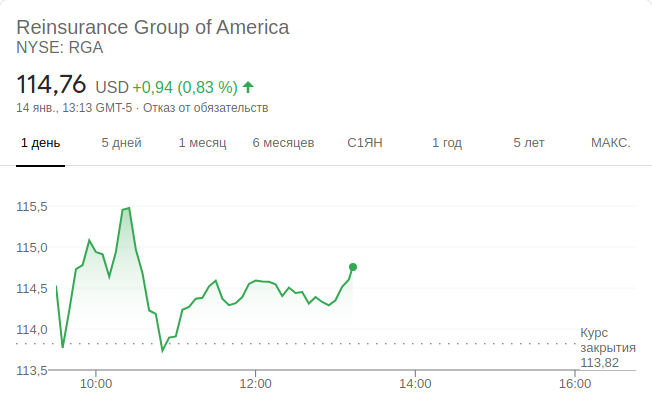 Reinsurance Group of America
NYSE: RGA
114,76 USD +0,94 (0,83 %)
14 янв., 13:13 GMT-5 · Отказ от обязательств
1 день 5 дней 1 месяц 6 месяцев С1ЯН 1 год 5 лет МАКС.
115,5
115,0
114,5
114,0
Курс
закрытия
113,82
113,5
10:00 12:00 14:00 16:00